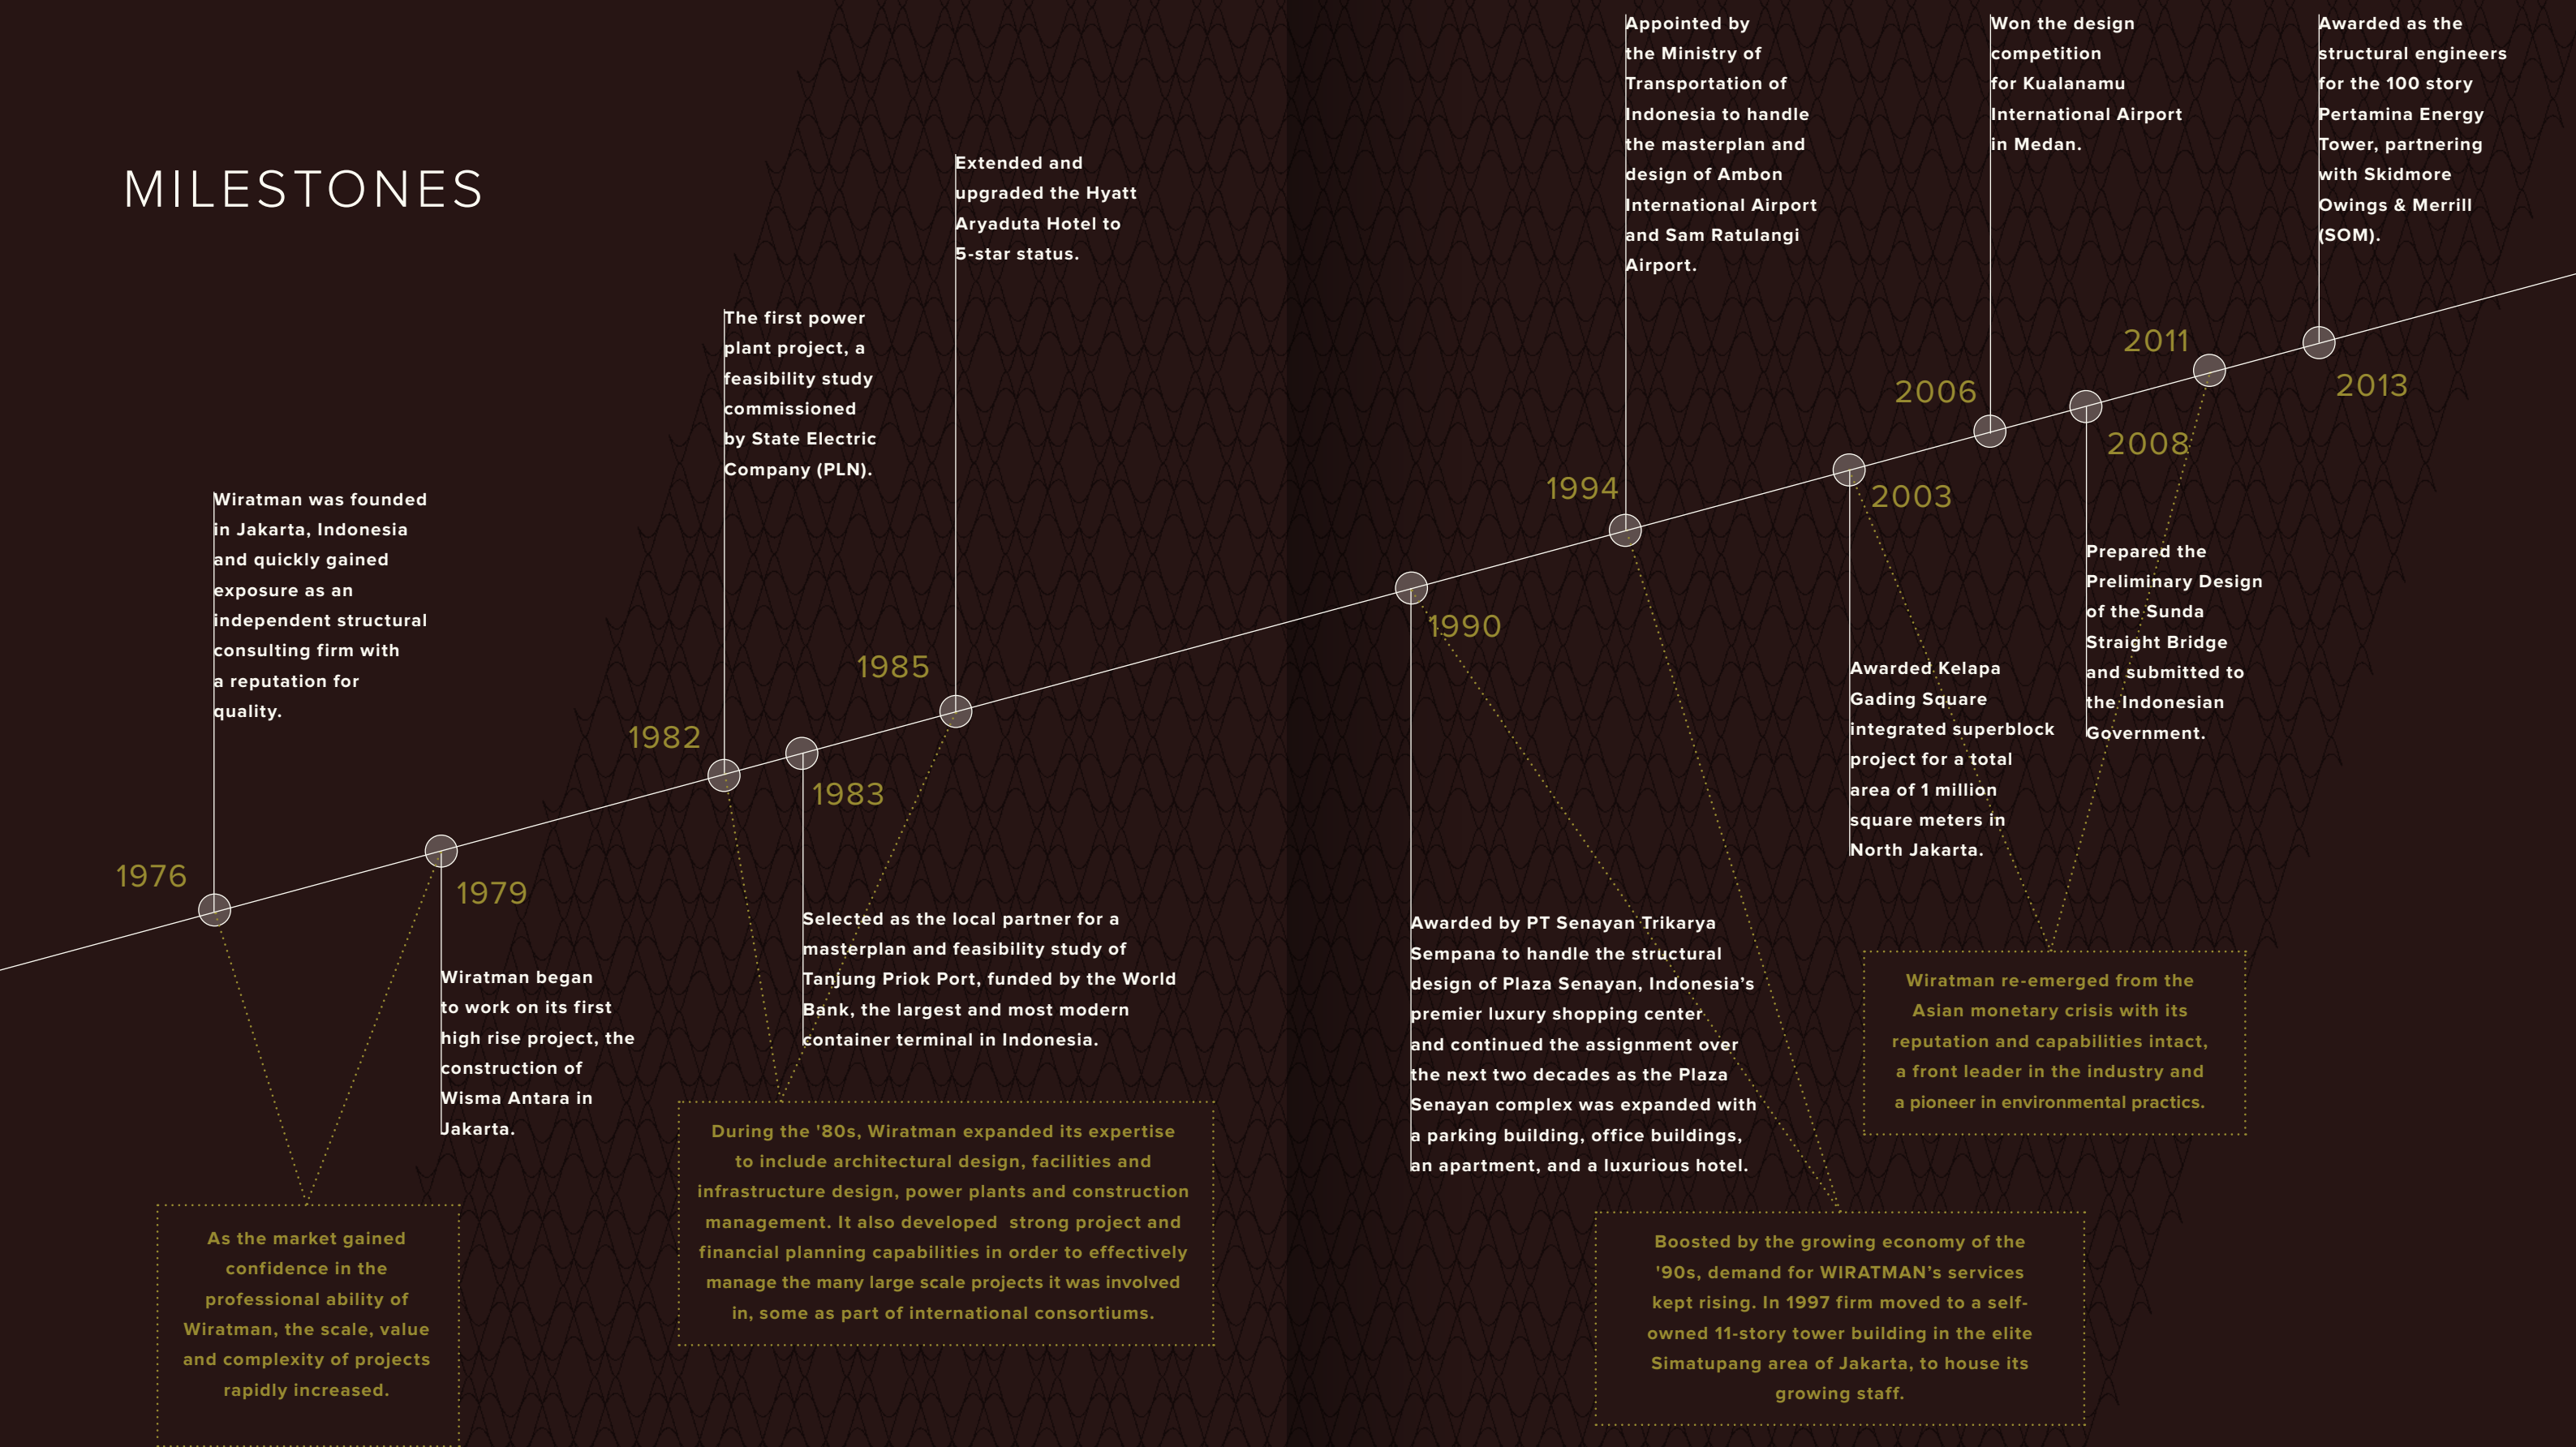 MILESTONES
1976
Wiratman was founded
in Jakarta, Indonesia
and quickly gained
exposure as an
independent structural
consulting firm with
a reputation for
quality.
1979
Wiratman began
to work on its first
high rise project, the
construction of
Wisma Antara in
Jakarta.
As the market gained
confidence in the
professional ability of
Wiratman, the scale, value
and complexity of projects
rapidly increased.
1982
The first power
plant project, a
feasibility study
commissioned
by State Electric
Company (PLN).
1983
Selected as the local partner for a
masterplan and feasibility study of
Tanjung Priok Port, funded by the World
Bank, the largest and most modern
container terminal in Indonesia.
1985
Extended and
upgraded the Hyatt
Aryaduta Hotel to
5-star status.
During the '80s, Wiratman expanded its expertise
to include architectural design, facilities and
infrastructure design, power plants and construction
management. It also developed  strong project and
financial planning capabilities in order to effectively
manage the many large scale projects it was involved
in, some as part of international consortiums.
1990
Awarded by PT Senayan Trikarya
Sempana to handle the structural
design of Plaza Senayan, Indonesia’s
premier luxury shopping center
and continued the assignment over
the next two decades as the Plaza
Senayan complex was expanded with
a parking building, office buildings,
an apartment, and a luxurious hotel.
1994
Appointed by
the Ministry of
Transportation of
Indonesia to handle
the masterplan and
design of Ambon
International Airport
and Sam Ratulangi
Airport.
Boosted by the growing economy of the
'90s, demand for WIRATMAN’s services
kept rising. In 1997 firm moved to a self-
owned 11-story tower building in the elite
Simatupang area of Jakarta, to house its
growing staff.
2003
Awarded Kelapa
Gading Square
integrated superblock
project for a total
area of 1 million
square meters in
North Jakarta.
2006
Won the design
competition
for Kualanamu
International Airport
in Medan.
2008
Prepared the
Preliminary Design
of the Sunda
Straight Bridge
and submitted to
the Indonesian
Government.
2011
Wiratman re-emerged from the
Asian monetary crisis with its
reputation and capabilities intact,
a front leader in the industry and
a pioneer in environmental practics.
2013
Awarded as the
structural engineers
for the 100 story
Pertamina Energy
Tower, partnering
with Skidmore
Owings & Merrill
(SOM).